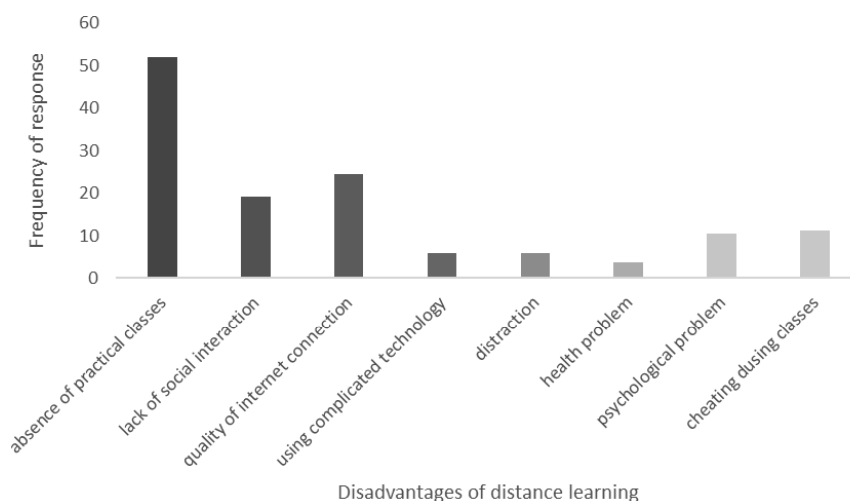 60
50
40
30
20
10
0
Frequency of response
absence of practical classes
lack of social interaction
quality of internet connection
using complicated technology
distraction
health problem
psychological problem
cheating dusing classes
Disadvantages of distance learning